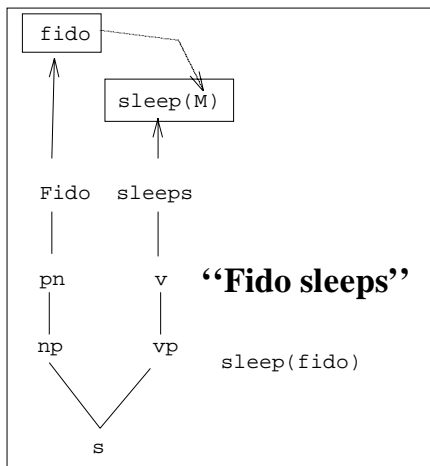 fido
sleep(M)
Fido sleeps
pn v ‘‘Fido sleeps’’
np vp
sleep(fido)
s